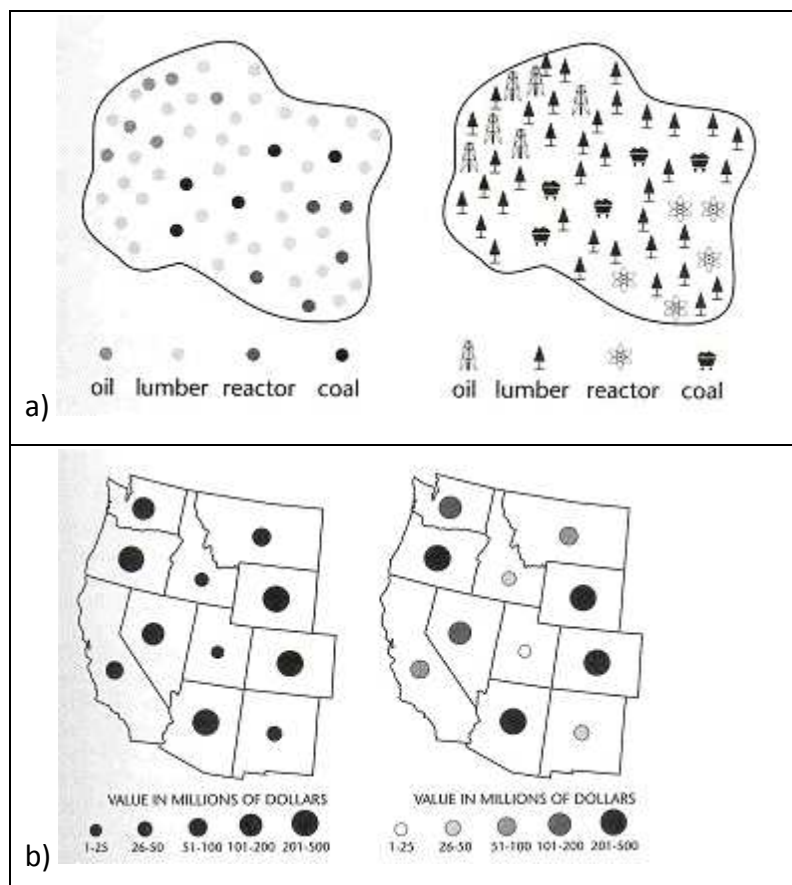 oil lumber reactor coal
oil lumber reactor coal
a)
VALUE IN MILLIONS OF DOLLARS
1-25 26-50 51-100 101-200 201-500
VALUE IN MILLIONS OF DOLLARS
1-25 26-50 51-100 101-200 201-500
b)